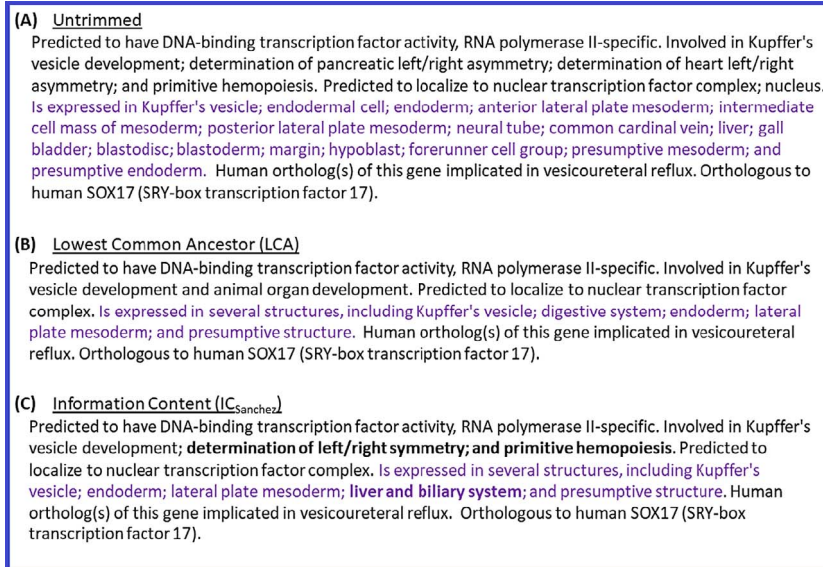 (A) Untrimmed
Predicted to have DNA-binding transcription factor activity, RNA polymerase II-specific. Involved in Kupffer's
vesicle development; determination of pancreatic left/right asymmetry; determination of heart left/right
asymmetry; and primitive hemopoiesis. Predicted to localize to nuclear transcription factor complex; nucleus.
Is expressed in Kupffer's vesicle; endodermal cell; endoderm; anterior lateral plate mesoderm; intermediate
cell mass of mesoderm; posterior lateral plate mesoderm; neural tube; common cardinal vein; liver; gall
bladder; blastodisc; blastoderm; margin; hypoblast; forerunner cell group; presumptive mesoderm; and
presumptive endoderm. Human ortholog(s) of this gene implicated in vesicoureteral reflux. Orthologous to
human SOX17 (SRY-box transcription factor 17).
(B) Lowest Common Ancestor (LCA)
Predicted to have DNA-binding transcription factor activity, RNA polymerase II-specific. Involved in Kupffer's
vesicle development and animal organ development. Predicted to localize to nuclear transcription factor
complex. Is expressed in several structures, including Kupffer's vesicle; digestive system; endoderm; lateral
plate mesoderm; and presumptive structure. Human ortholog(s) of this gene implicated in vesicoureteral
reflux. Orthologous to human SOX17 (SRY-box transcription factor 17).
(C) Information Content (ICSanchez)
Predicted to have DNA-binding transcription factor activity, RNA polymerase II-specific. Involved in Kupffer's
vesicle development; determination of left/right symmetry; and primitive hemopoiesis. Predicted to
localize to nuclear transcription factor complex. Is expressed in several structures, including Kupffer's
vesicle; endoderm; lateral plate mesoderm; liver and biliary system; and presumptive structure. Human
ortholog(s) of this gene implicated in vesicoureteral reflux. Orthologous to human SOX17 (SRY-box
transcription factor 17).